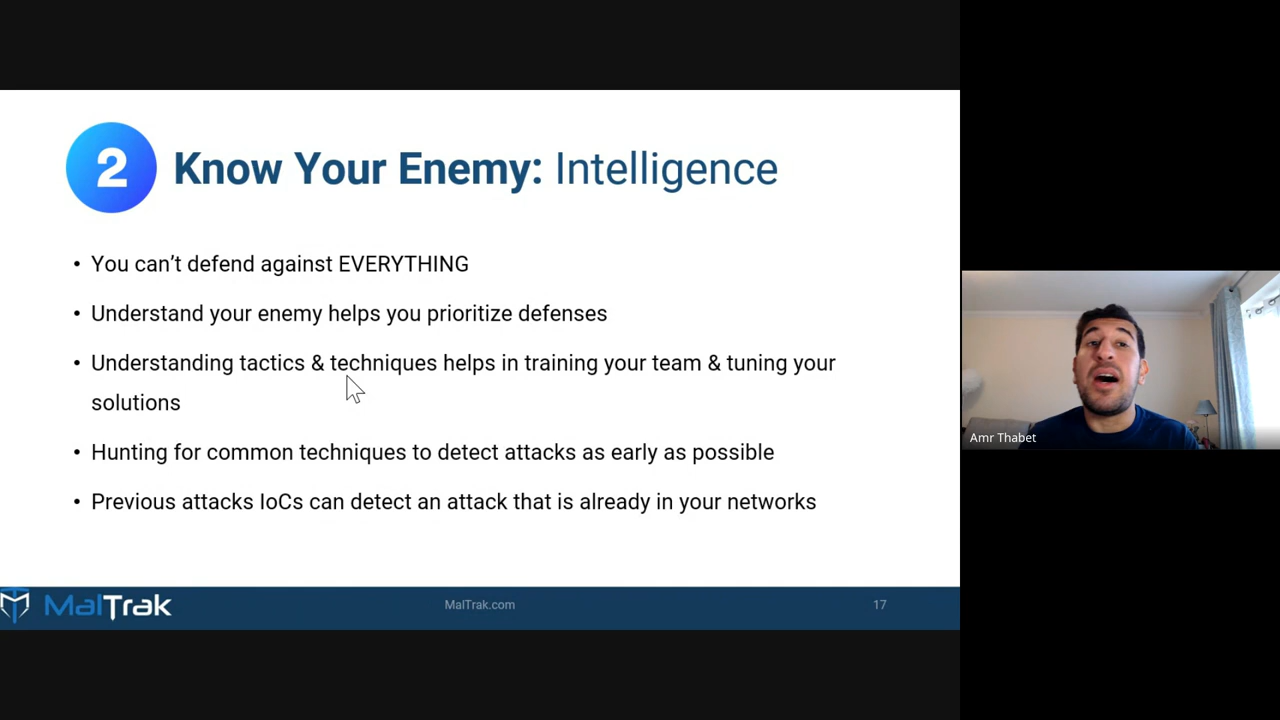 2
Know Your Enemy: Intelligence
• You can’t defend against EVERYTHING
• Understand your enemy helps you prioritize defenses
• Understanding tactics & techniques helps in training your team & tuning your
solutions
• Hunting for common techniques to detect attacks as early as possible
• Previous attacks IoCs can detect an attack that is already in your networks
MalTrak
MalTrak.com
17
Amr Thabet